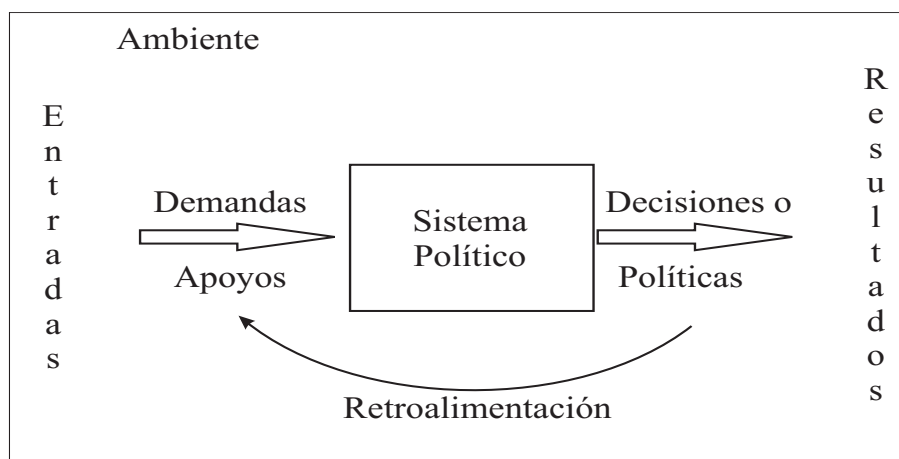 Ambiente
Entradas
Demandas
Apoyos
Sistema
Político
Decisiones o
Políticas
Retroalimentación
Resultados